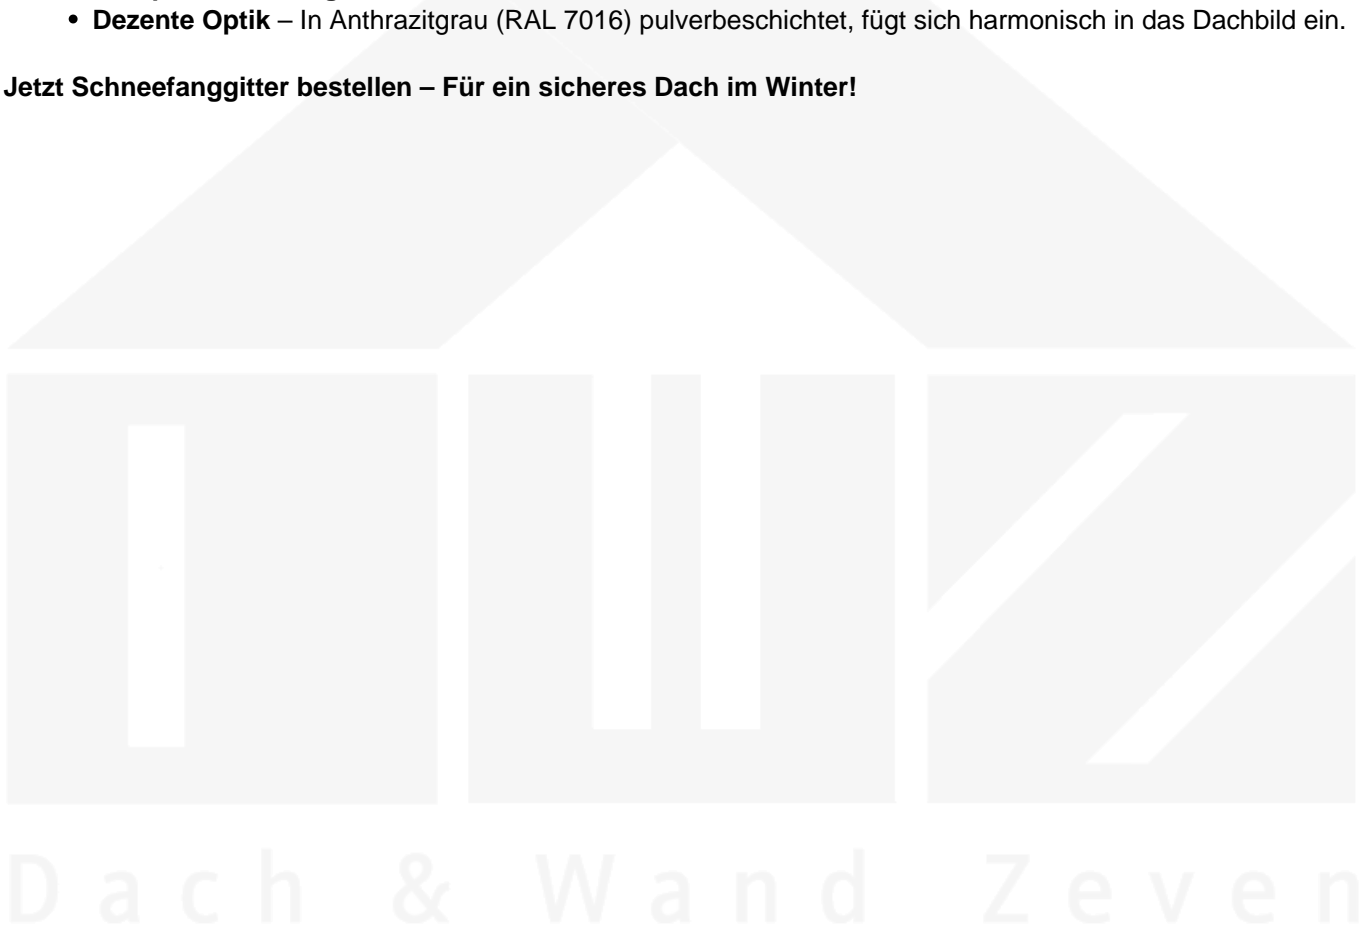 • Dezente Optik – In Anthrazitgrau (RAL 7016) pulverbeschichtet, fügt sich harmonisch in das Dachbild ein.
Jetzt Schneefanggitter bestellen – Für ein sicheres Dach im Winter!
Dach & Wand Zeven